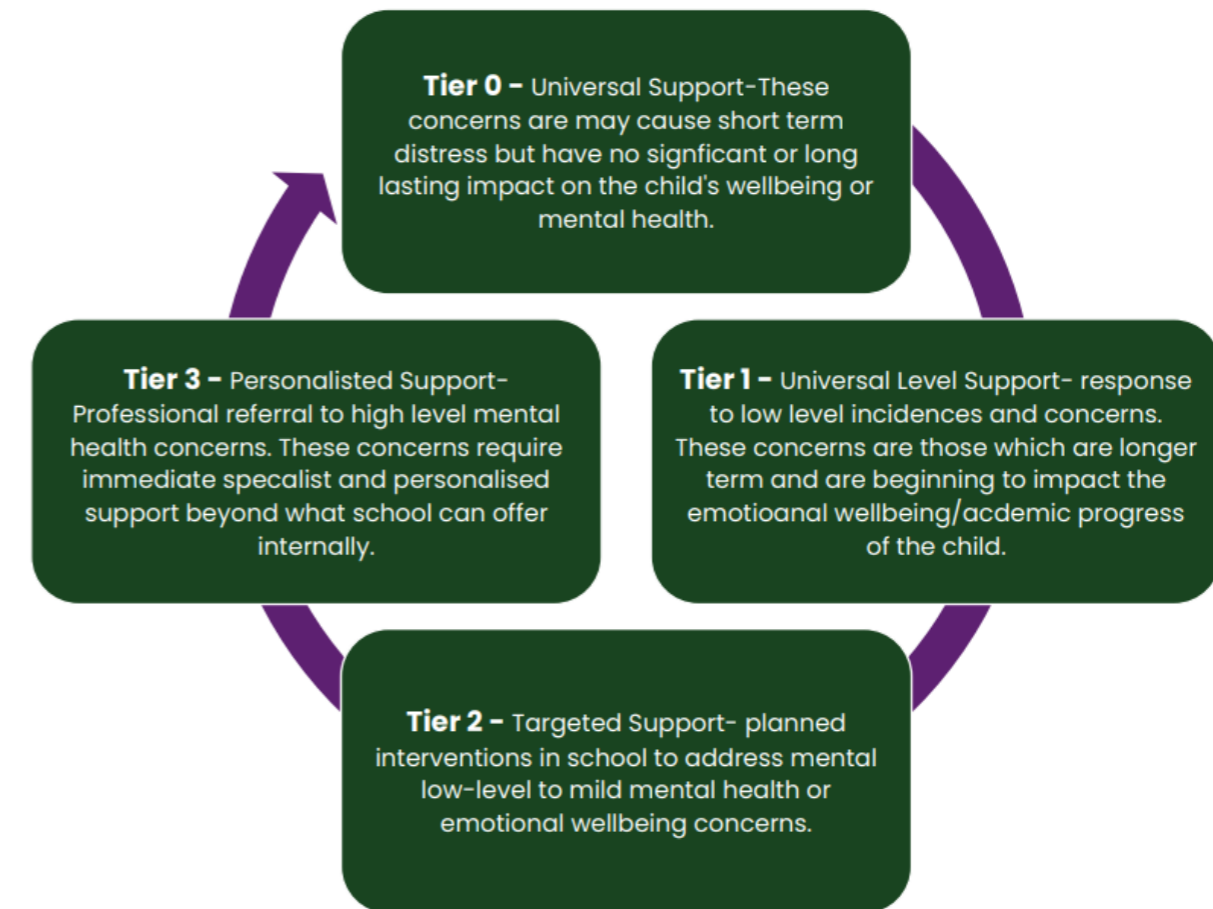 Tier 0 - Universal Support-These
concerns are may cause short term
distress but have no signficant or long
lasting impact on the child's wellbeing or
mental health.
Tier 1 - Universal Level Support- response
to low level incidences and concerns.
These concerns are those which are longer
term and are beginning to impact the
emotioanal wellbeing/acdemic progress
of the child.
Tier 2 - Targeted Support- planned
interventions in school to address mental
low-level to mild mental health or
emotional wellbeing concerns.
Tier 3 - Personalisted Support-
Professional referral to high level mental
health concerns. These concerns require
immediate specalist and personalised
support beyond what school can offer
internally.